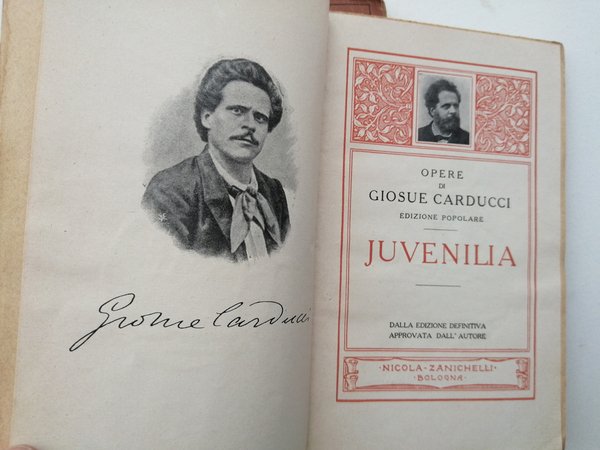 Giosue Carducci
OPERE
DI
GIOSUE CARDUCCI
EDIZIONE POPOLARE
JUVENILIA
DALLA EDIZIONE DEFINITIVA
APPROVATA DALL'AUTORE
·NICOLA·ZANICHELLI·
·BOLOGNA·